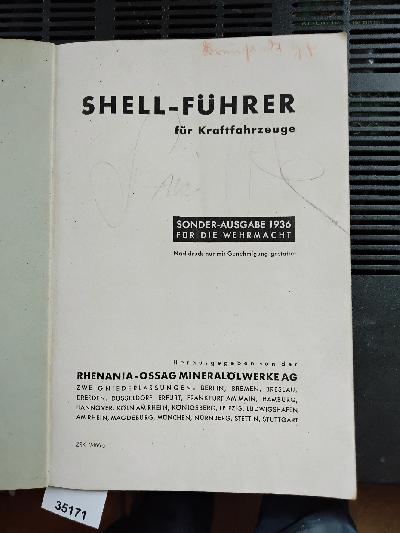 SHELL-FÜHRER
für Kraftfahrzeuge
SONDER-AUSGABE 1936
FÜR DIE WEHRMACHT
Nachdruck nur mit Genehmigung gestattet
Herausgegeben von der
RHENANIA-OSSAG MINERALÖLWERKE AG
ZWEIGNIEDERLASSUNGEN: BERLIN, BREMEN, BRESLAU,
DRESDEN, DÜSSELDORF, ERFURT, FRANKFURT AM MAIN, HAMBURG,
HANNOVER, KÖLN AM RHEIN, KÖNIGSBERG, LEIPZIG, LUDWIGSHAFEN
AM RHEIN, MAGDEBURG, MÜNCHEN, NÜRNBERG, STETTIN, STUTTGART
35171